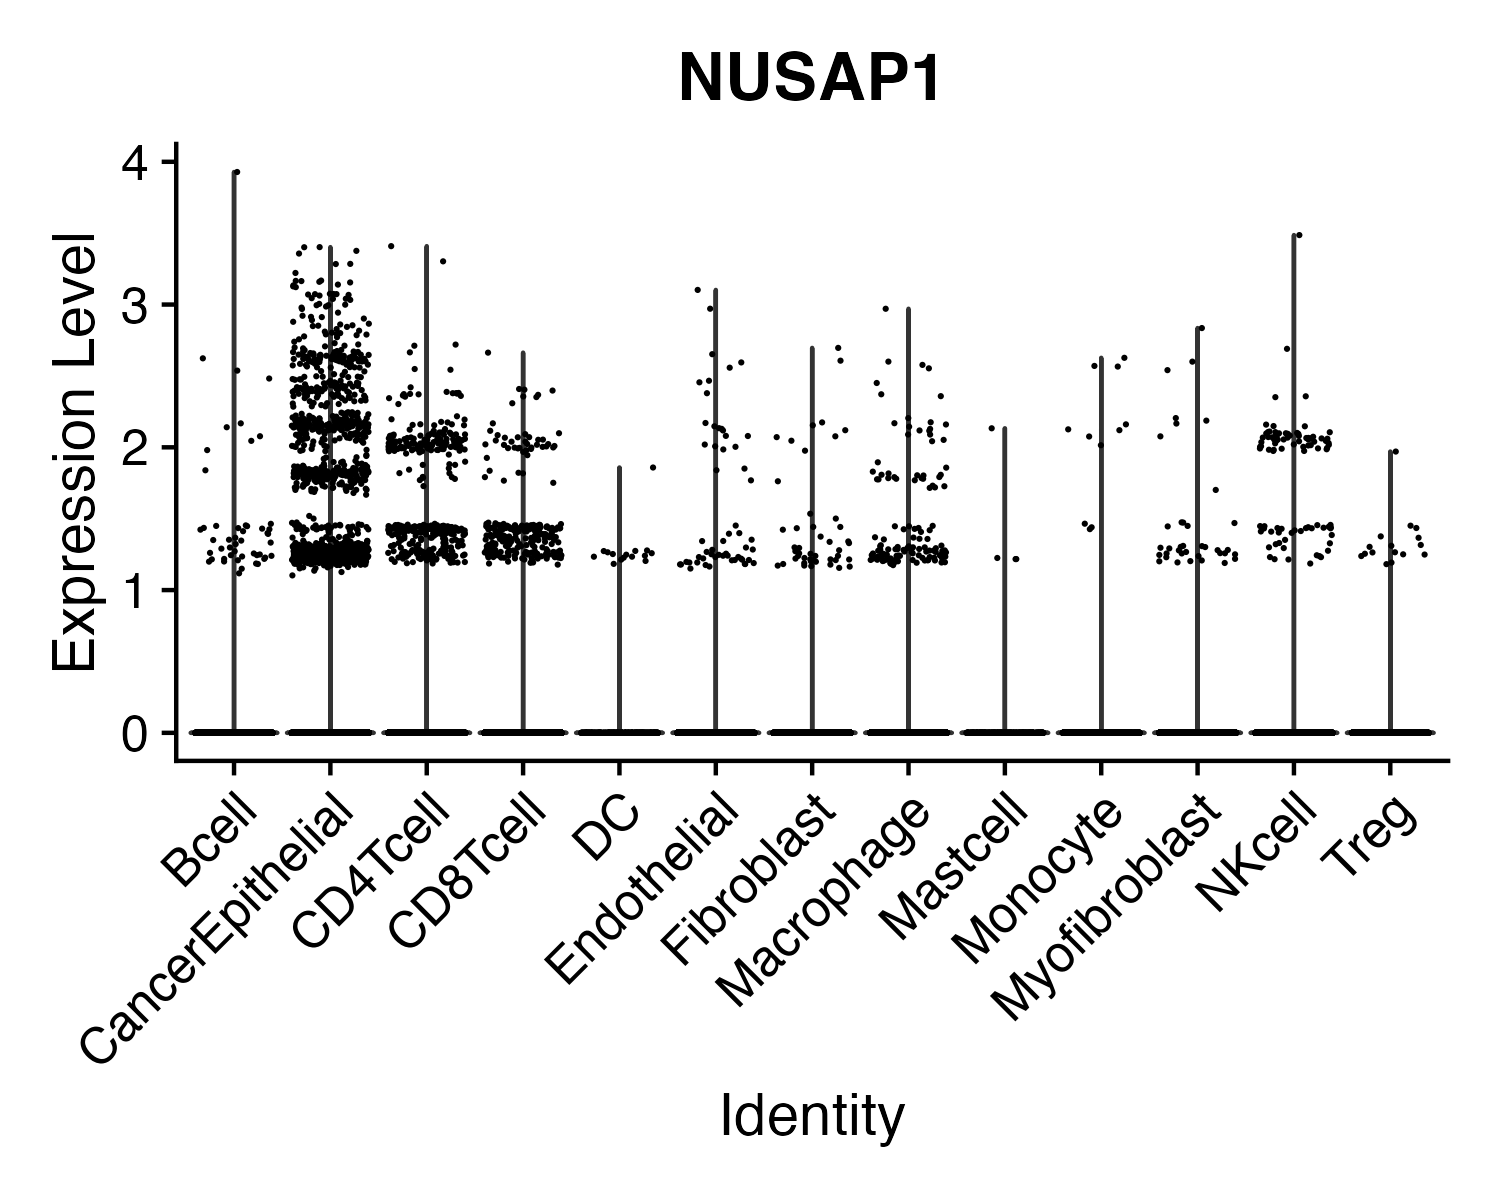 NUSAP1
Expression Level
4
3
2
1
0
Bcell
CancerEpithelial
CD4Tcell
CD8Tcell
DC
Endothelial
Fibroblast
Macrophage
Mastcell
Monocyte
Myofibroblast
NKcell
Treg
Identity